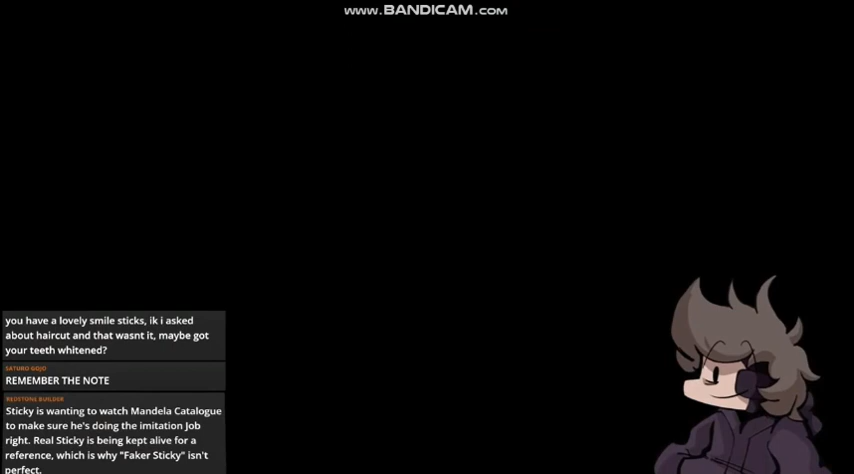 www.BANDICAM.com
you have a lovely smile sticks, ik i asked
about haircut and that wasnt it, maybe got
your teeth whitened?
SATURO GOJO
REMEMBER THE NOTE
REDSTONE BUILDER
Sticky is wanting to watch Mandela Catalogue
to make sure he's doing the imitation Job
right. Real Sticky is being kept alive for a
reference, which is why "Faker Sticky" isn't
perfect.